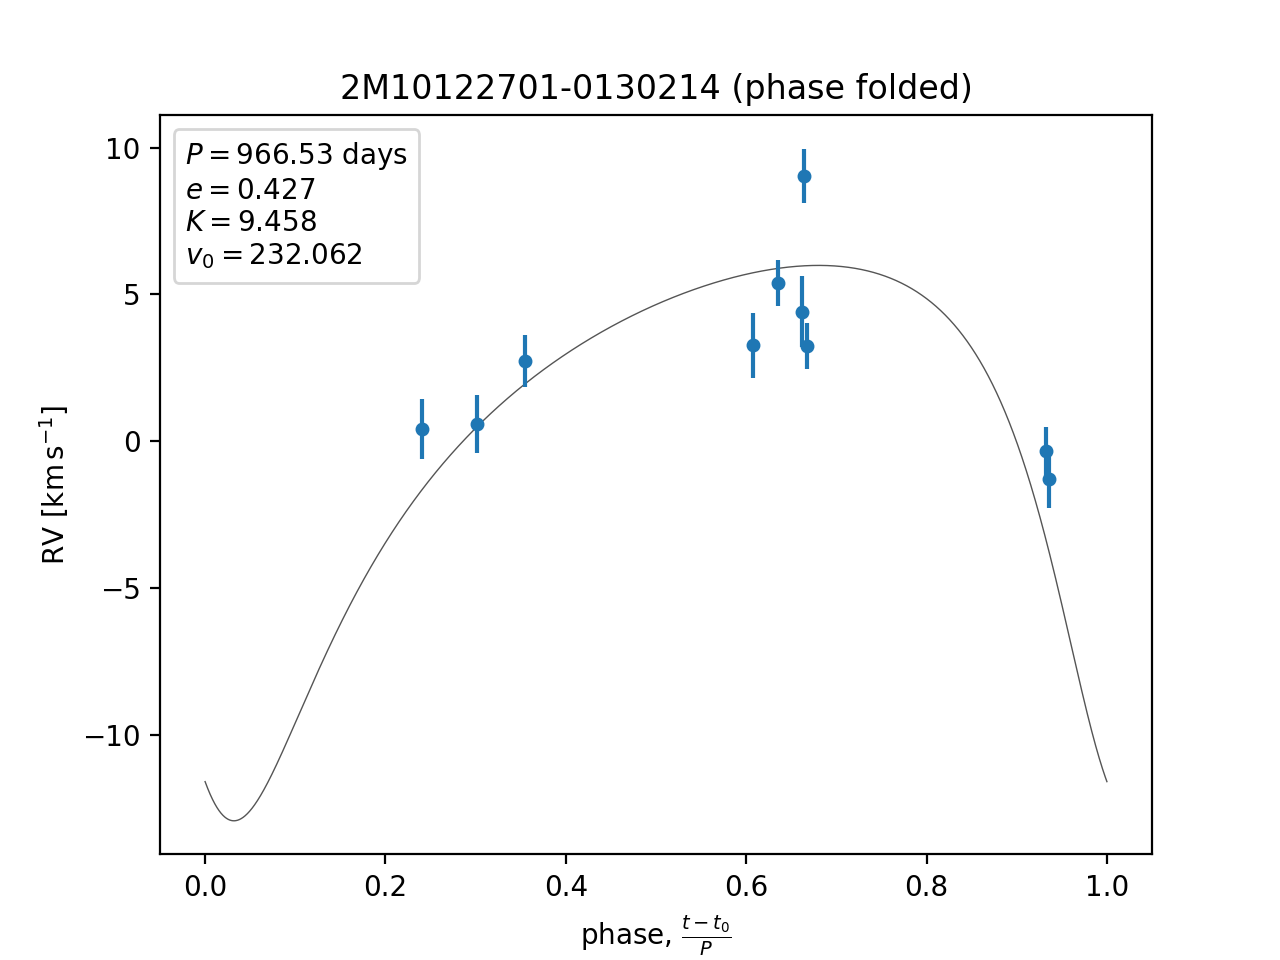 2M10122701-0130214 (phase folded)
P = 966.53 days
e = 0.427
K = 9.458
v₀ = 232.062
10
5
0
−5
−10
RV [km s⁻¹]
0.0 0.2 0.4 0.6 0.8 1.0
phase, (t − t₀)/P